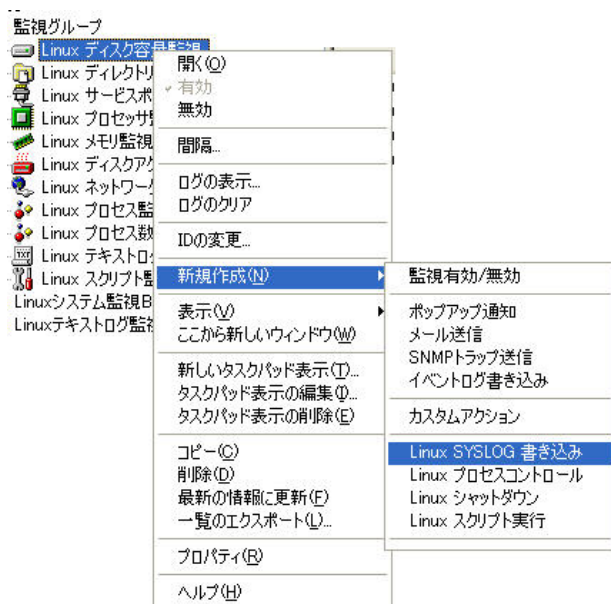 監視グループ
Linux ディスク容量監視
Linux ディレクトリ
Linux サービスポ
Linux プロセッサ
Linux メモリ監視
Linux ディスクアク
Linux ネットワーク
Linux プロセス監
Linux プロセス数
Linux テキストログ
Linux スクリプト監
Linuxシステム監視B
Linuxテキストログ監視
開く(O)
有効
無効
間隔...
ログの表示...
ログのクリア
IDの変更...
新規作成(N)
表示(V)
ここから新しいウィンドウ(W)
新しいタスクパッド表示(T)...
タスクパッド表示の編集(I)...
タスクパッド表示の削除(E)
コピー(C)
削除(D)
最新の情報に更新(F)
一覧のエクスポート(L)...
プロパティ(R)
ヘルプ(H)
監視有効/無効
ポップアップ通知
メール送信
SNMPトラップ送信
イベントログ書き込み
カスタムアクション
Linux SYSLOG 書き込み
Linux プロセスコントロール
Linux シャットダウン
Linux スクリプト実行